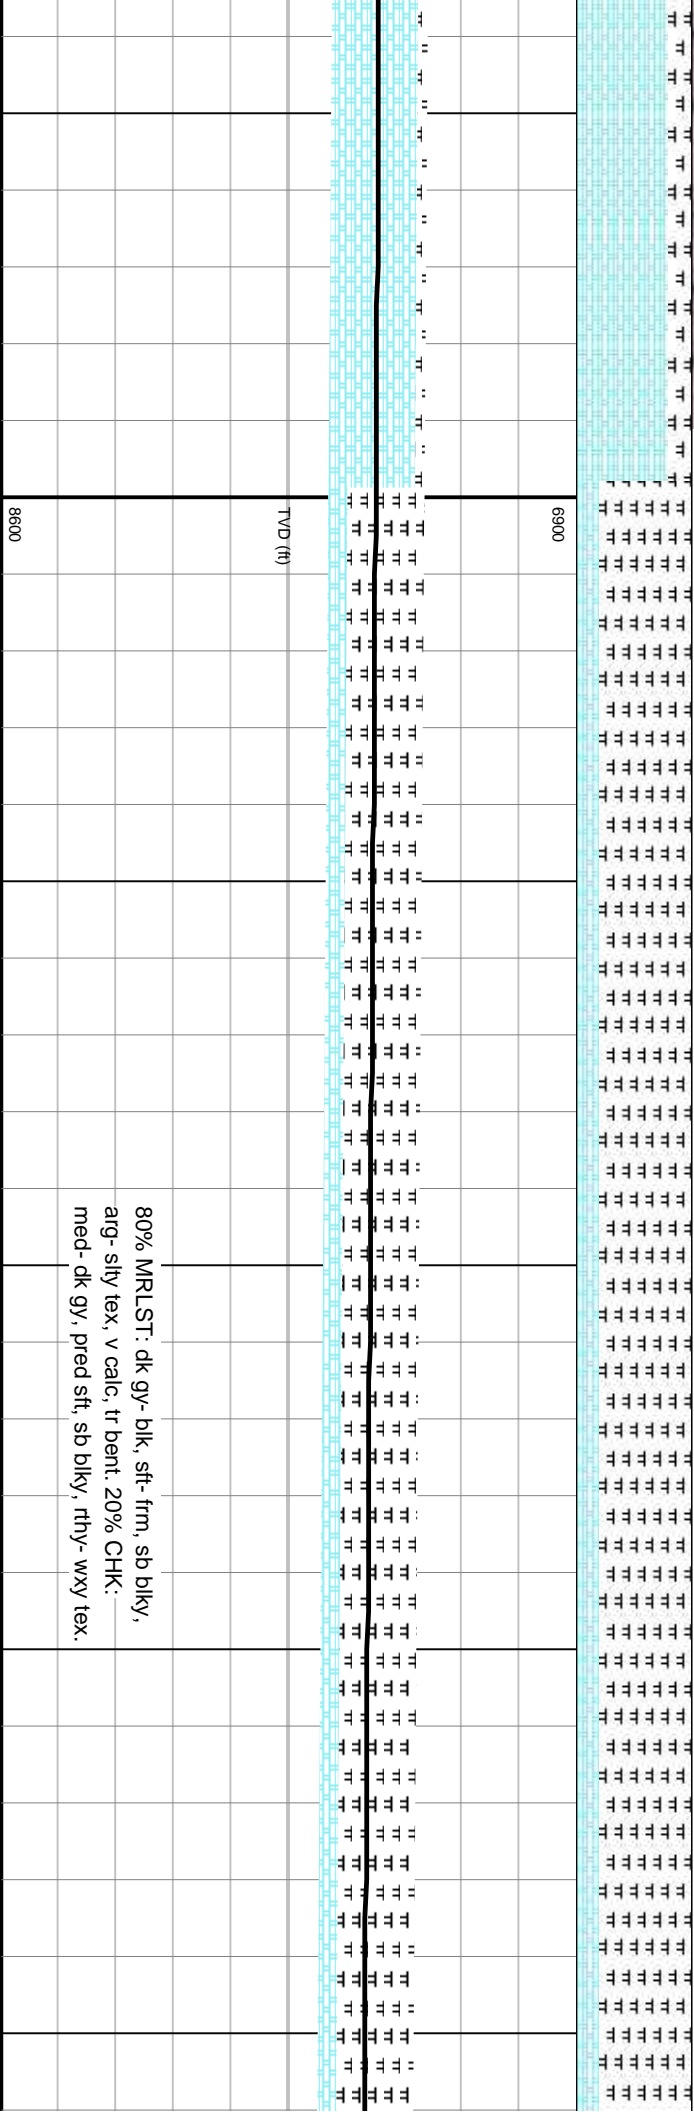 6900
TVD (ft)
8600
80% MRLST: dk gy- blk, sft- frm, sb blky,
arg- slty tex, v calc, tr bent. 20% CHK:
med- dk gy, pred sft, sb blky, rthy- wxy tex.